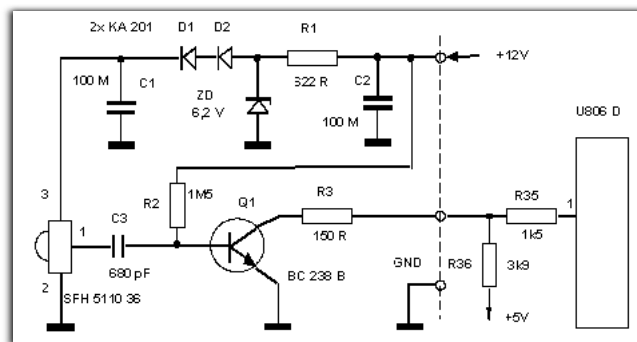 2x KA 201 D1 D2 R1
+12V
100 M C1 622 R C2
ZD
6,2 V 100 M
U806 D
3 R2 1M5 Q1 R3 R35
1 C3 1
150 R 1k5
680 pF GND R36 3k9
2 BC 238 B
SFH 5110 36 +5V